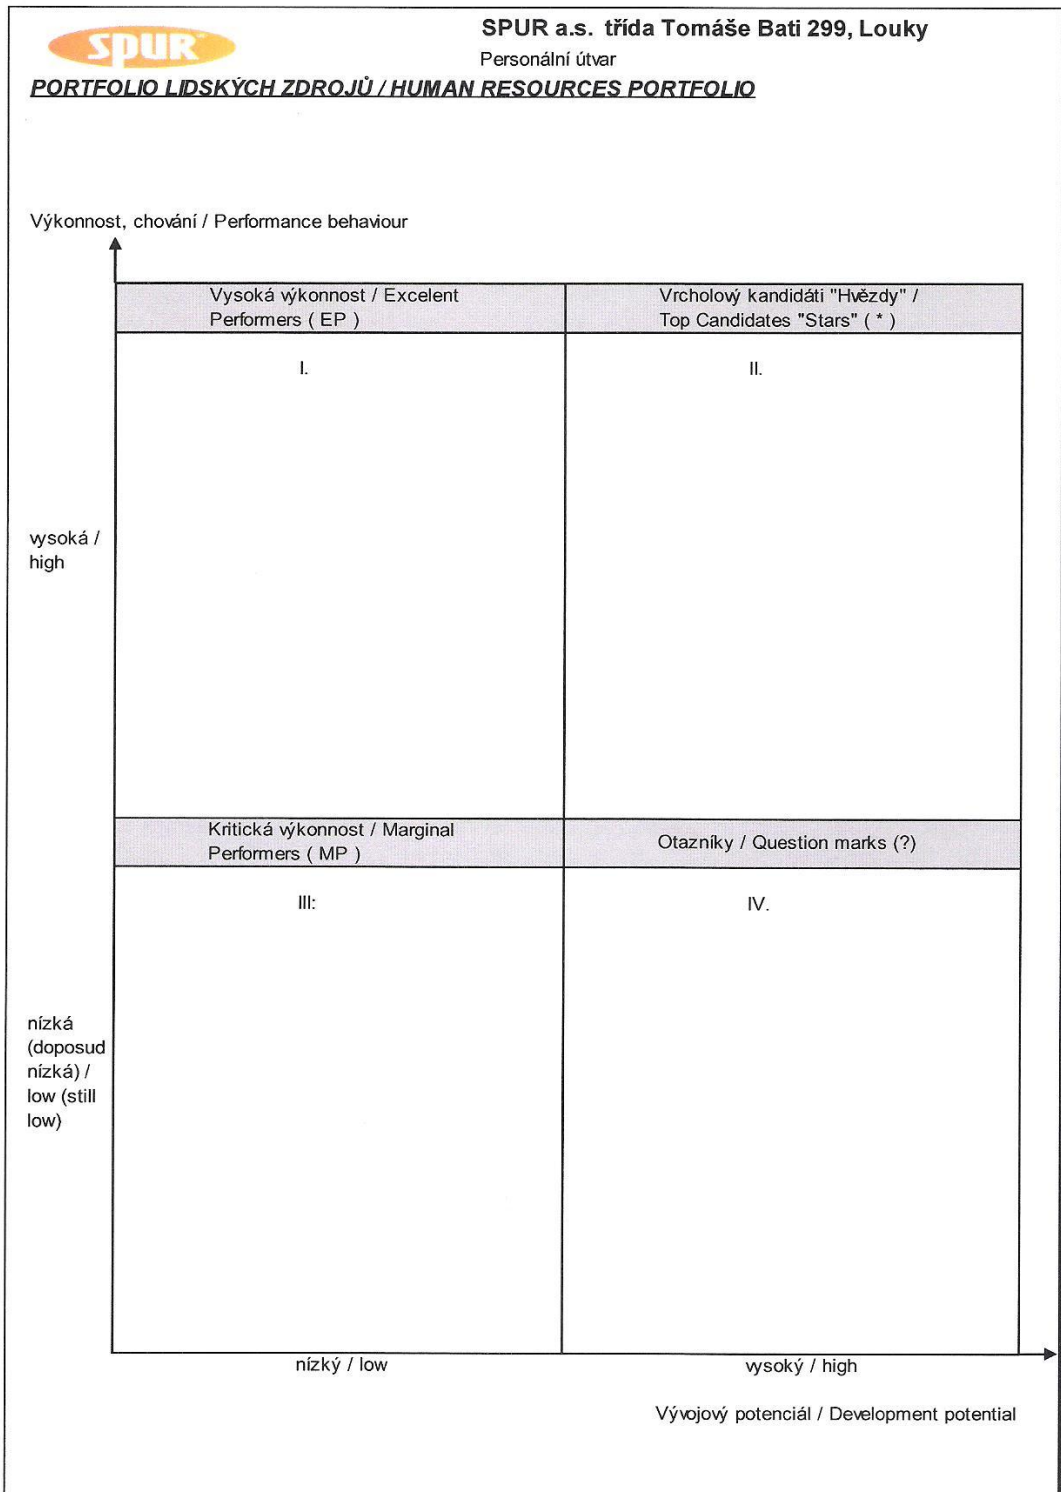 spur
SPUR a.s. třída Tomáše Bati 299, Louky
Personální útvar
PORTFOLIO LIDSKÝCH ZDROJŮ / HUMAN RESOURCES PORTFOLIO
Výkonnost, chování / Performance behaviour
Vysoká výkonnost / Excelent
Performers ( EP )
Vrcholový kandidáti "Hvězdy" /
Top Candidates "Stars" ( * )
I.
II.
vysoká /
high
Kritická výkonnost / Marginal
Performers ( MP )
Otazníky / Question marks (?)
III:
IV.
nízká
(doposud
nízká) /
low (still
low)
nízký / low
vysoký / high
Vývojový potenciál / Development potential